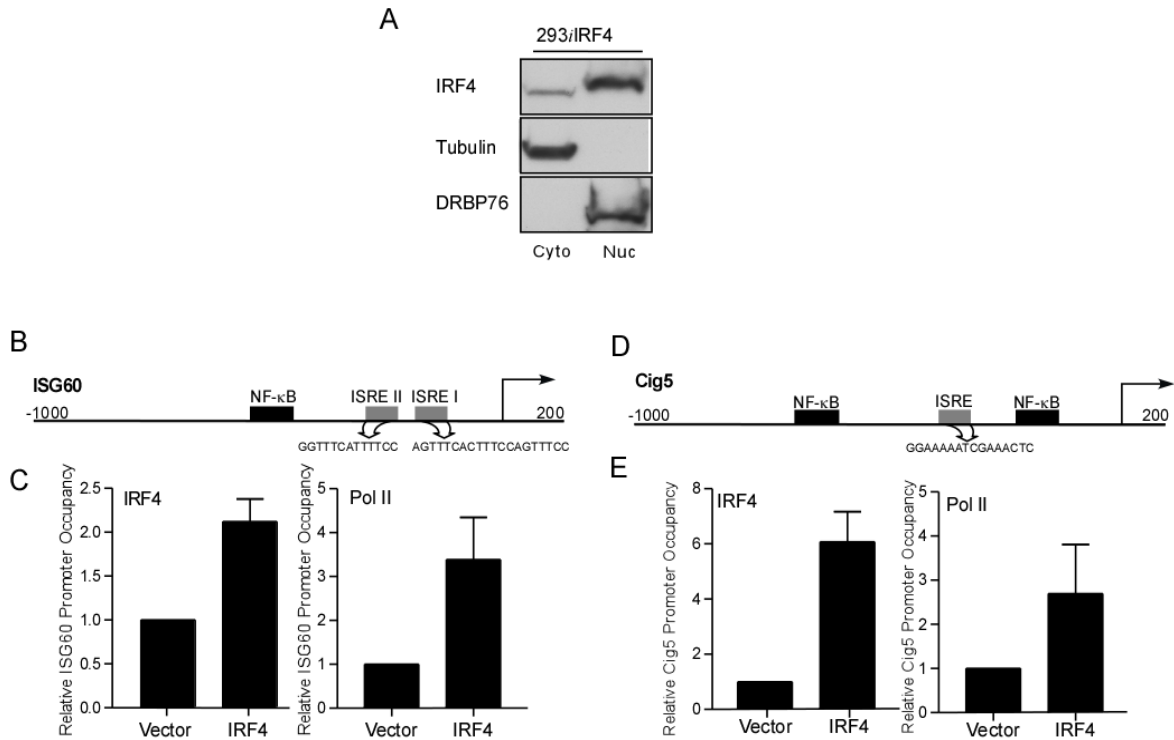 A
293iIRF4
IRF4
Tubulin
DRBP76
Cyto Nuc
B
ISG60
-1000
NF-κB
ISRE II
ISRE I
200
GGTTTCATTTTCC
AGTTTCACTTTCCAGTTTCC
C
Relative ISG60 Promoter Occupancy
IRF4
2.5
2.0
1.5
1.0
0.5
0.0
Vector
IRF4
Relative ISG60 Promoter Occupancy
Pol II
5
4
3
2
1
0
Vector
IRF4
D
Cig5
-1000
NF-κB
ISRE
NF-κB
200
GGAAAAATCGAAACTC
E
Relative Cig5 Promoter Occupancy
IRF4
8
6
4
2
0
Vector
IRF4
Relative Cig5 Promoter Occupancy
Pol II
5
4
3
2
1
0
Vector
IRF4